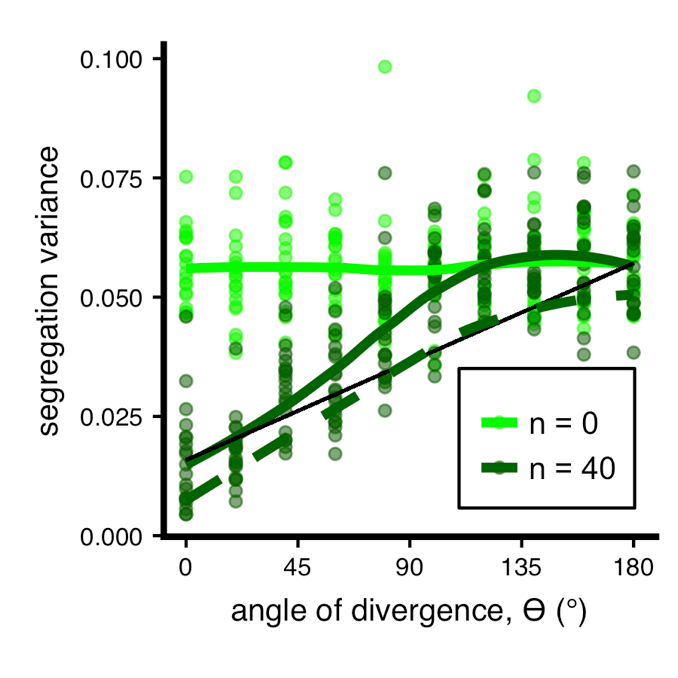 0.100
0.075
0.050
0.025
0.000
segregation variance
0 45 90 135 180
angle of divergence, Θ (°)
n = 0
n = 40